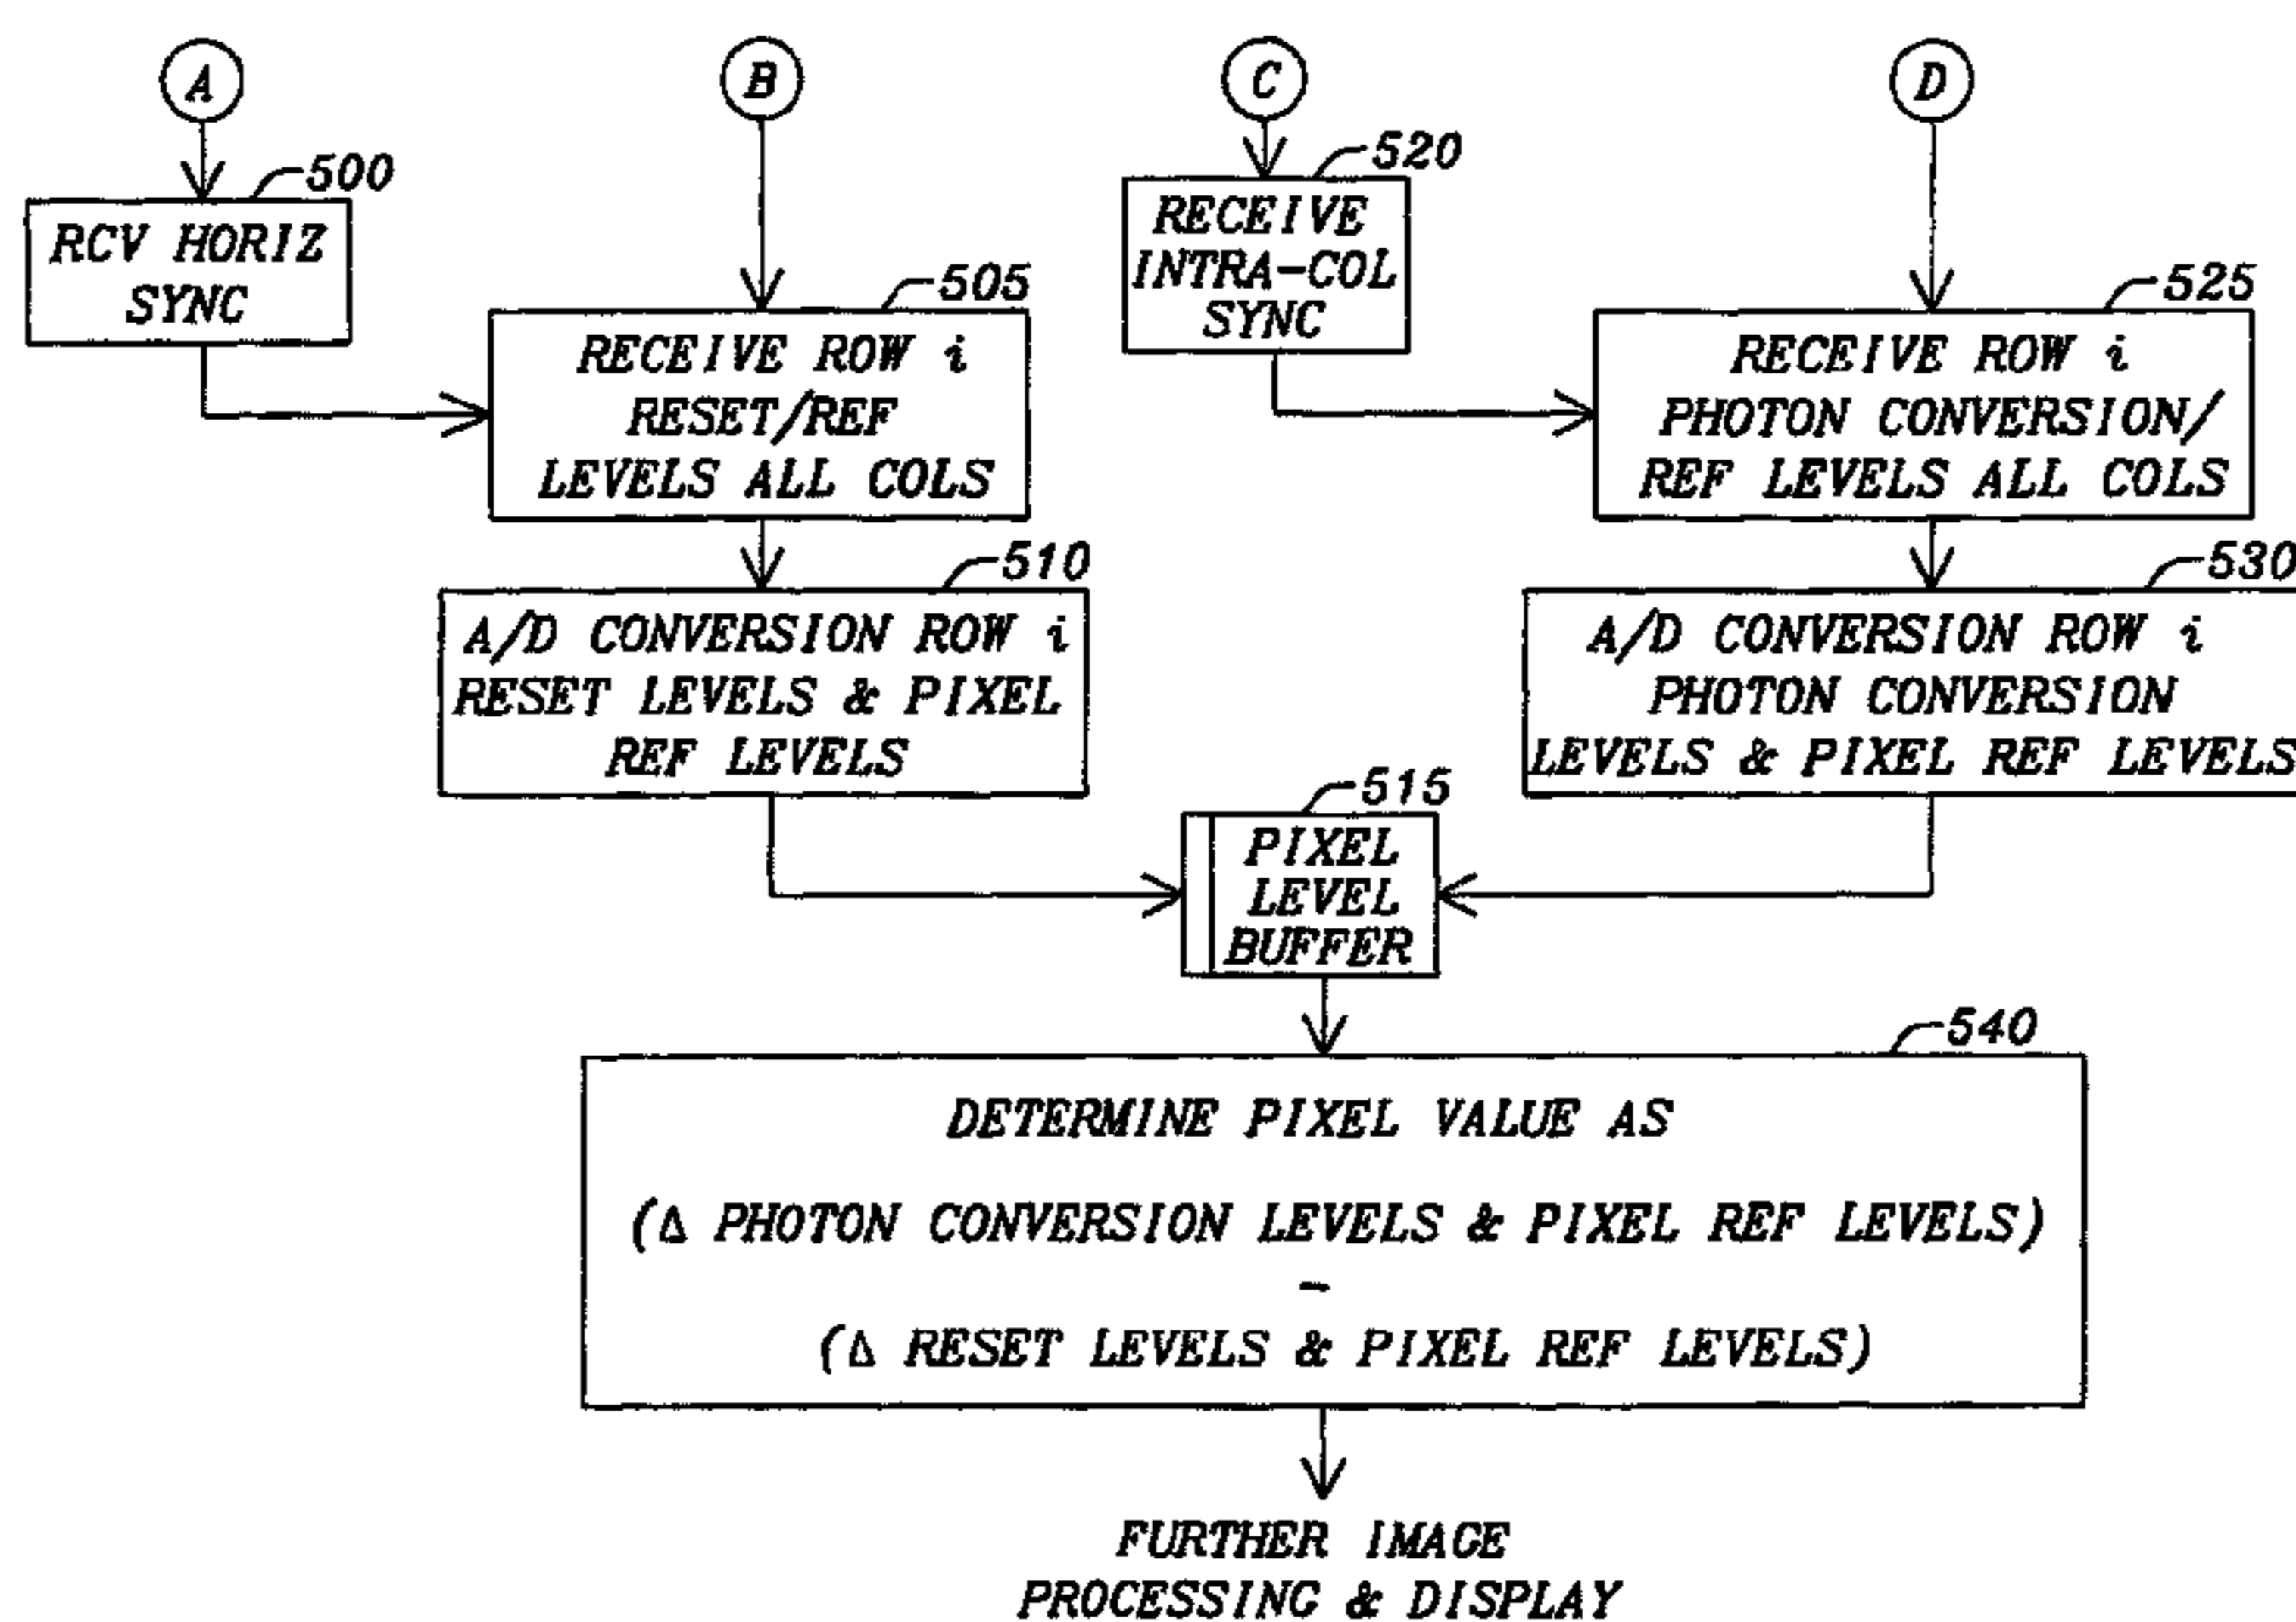 A
B
C
D
500
RCV HORIZ
SYNC
505
RECEIVE ROW i
RESET/REF
LEVELS ALL COLS
510
A/D CONVERSION ROW i
RESET LEVELS & PIXEL
REF LEVELS
520
RECEIVE
INTRA-COL
SYNC
525
RECEIVE ROW i
PHOTON CONVERSION/
REF LEVELS ALL COLS
530
A/D CONVERSION ROW i
PHOTON CONVERSION
LEVELS & PIXEL REF LEVELS
515
PIXEL
LEVEL
BUFFER
540
DETERMINE PIXEL VALUE AS
(Δ PHOTON CONVERSION LEVELS & PIXEL REF LEVELS)
-
(Δ RESET LEVELS & PIXEL REF LEVELS)
FURTHER IMAGE
PROCESSING & DISPLAY